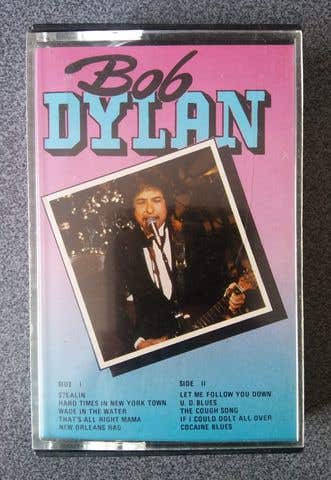 Bob
DYLAN
SIDE I
STEALIN
HARD TIMES IN NEW YORK TOWN
WADE IN THE WATER
THAT'S ALL RIGHT MAMA
NEW ORLEANS RAG
SIDE II
LET ME FOLLOW YOU DOWN
U. D. BLUES
THE COUGH SONG
IF I COULD DOLT ALL OVER
COCAINE BLUES